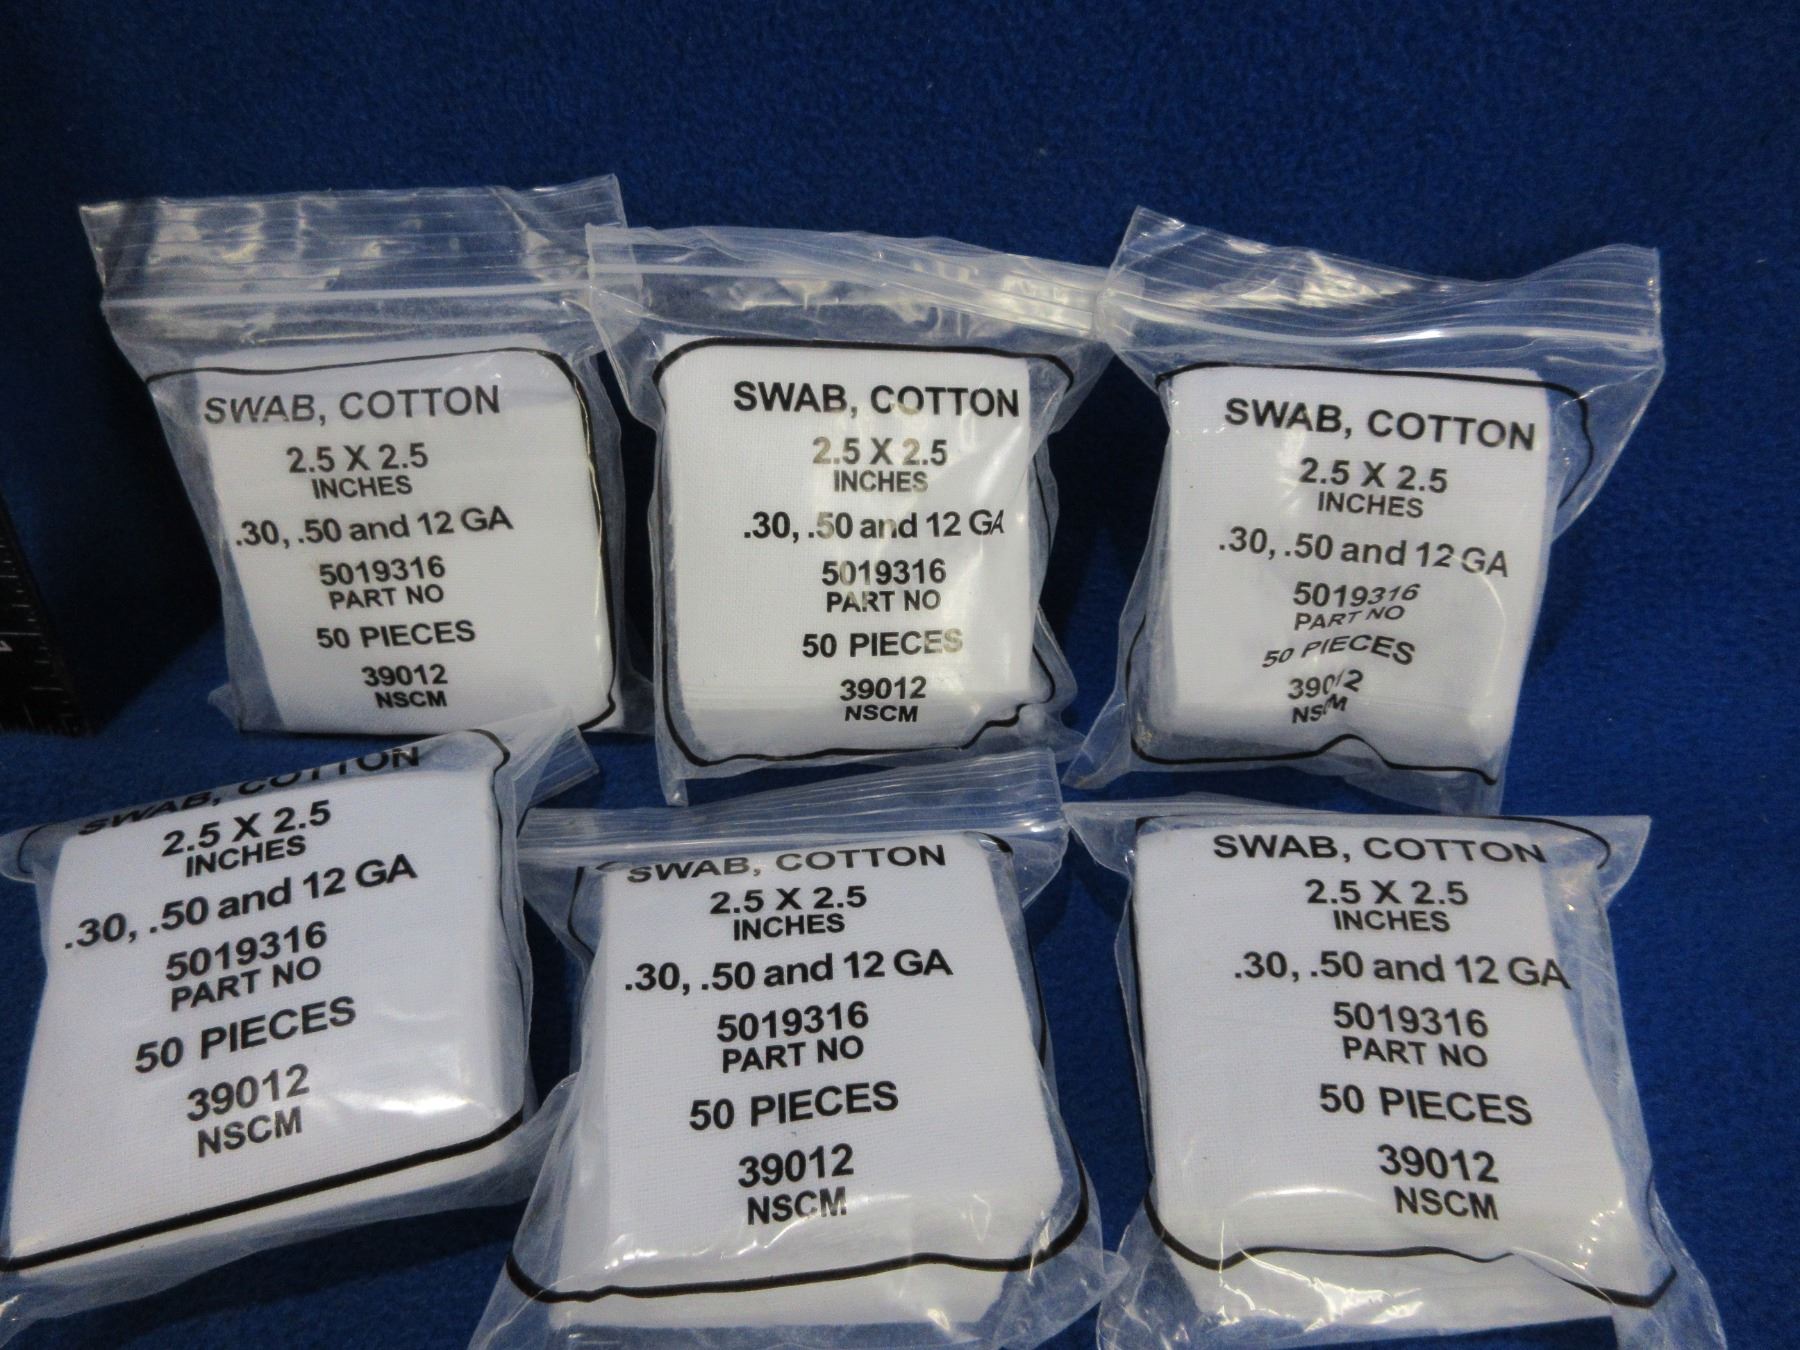 SWAB, COTTON
2.5 X 2.5
INCHES
.30, .50 and 12 GA
5019316
PART NO
50 PIECES
39012
NSCM
SWAB, COTTON
2.5 X 2.5
INCHES
.30, .50 and 12 GA
5019316
PART NO
50 PIECES
39012
NSCM
SWAB, COTTON
2.5 X 2.5
INCHES
.30, .50 and 12 GA
5019316
PART NO
50 PIECES
39012
NSCM
SWAB, COTTON
2.5 X 2.5
INCHES
.30, .50 and 12 GA
5019316
PART NO
50 PIECES
39012
NSCM
SWAB, COTTON
2.5 X 2.5
INCHES
.30, .50 and 12 GA
5019316
PART NO
50 PIECES
39012
NSCM
SWAB, COTTON
2.5 X 2.5
INCHES
.30, .50 and 12 GA
5019316
PART NO
50 PIECES
39012
NSCM
1